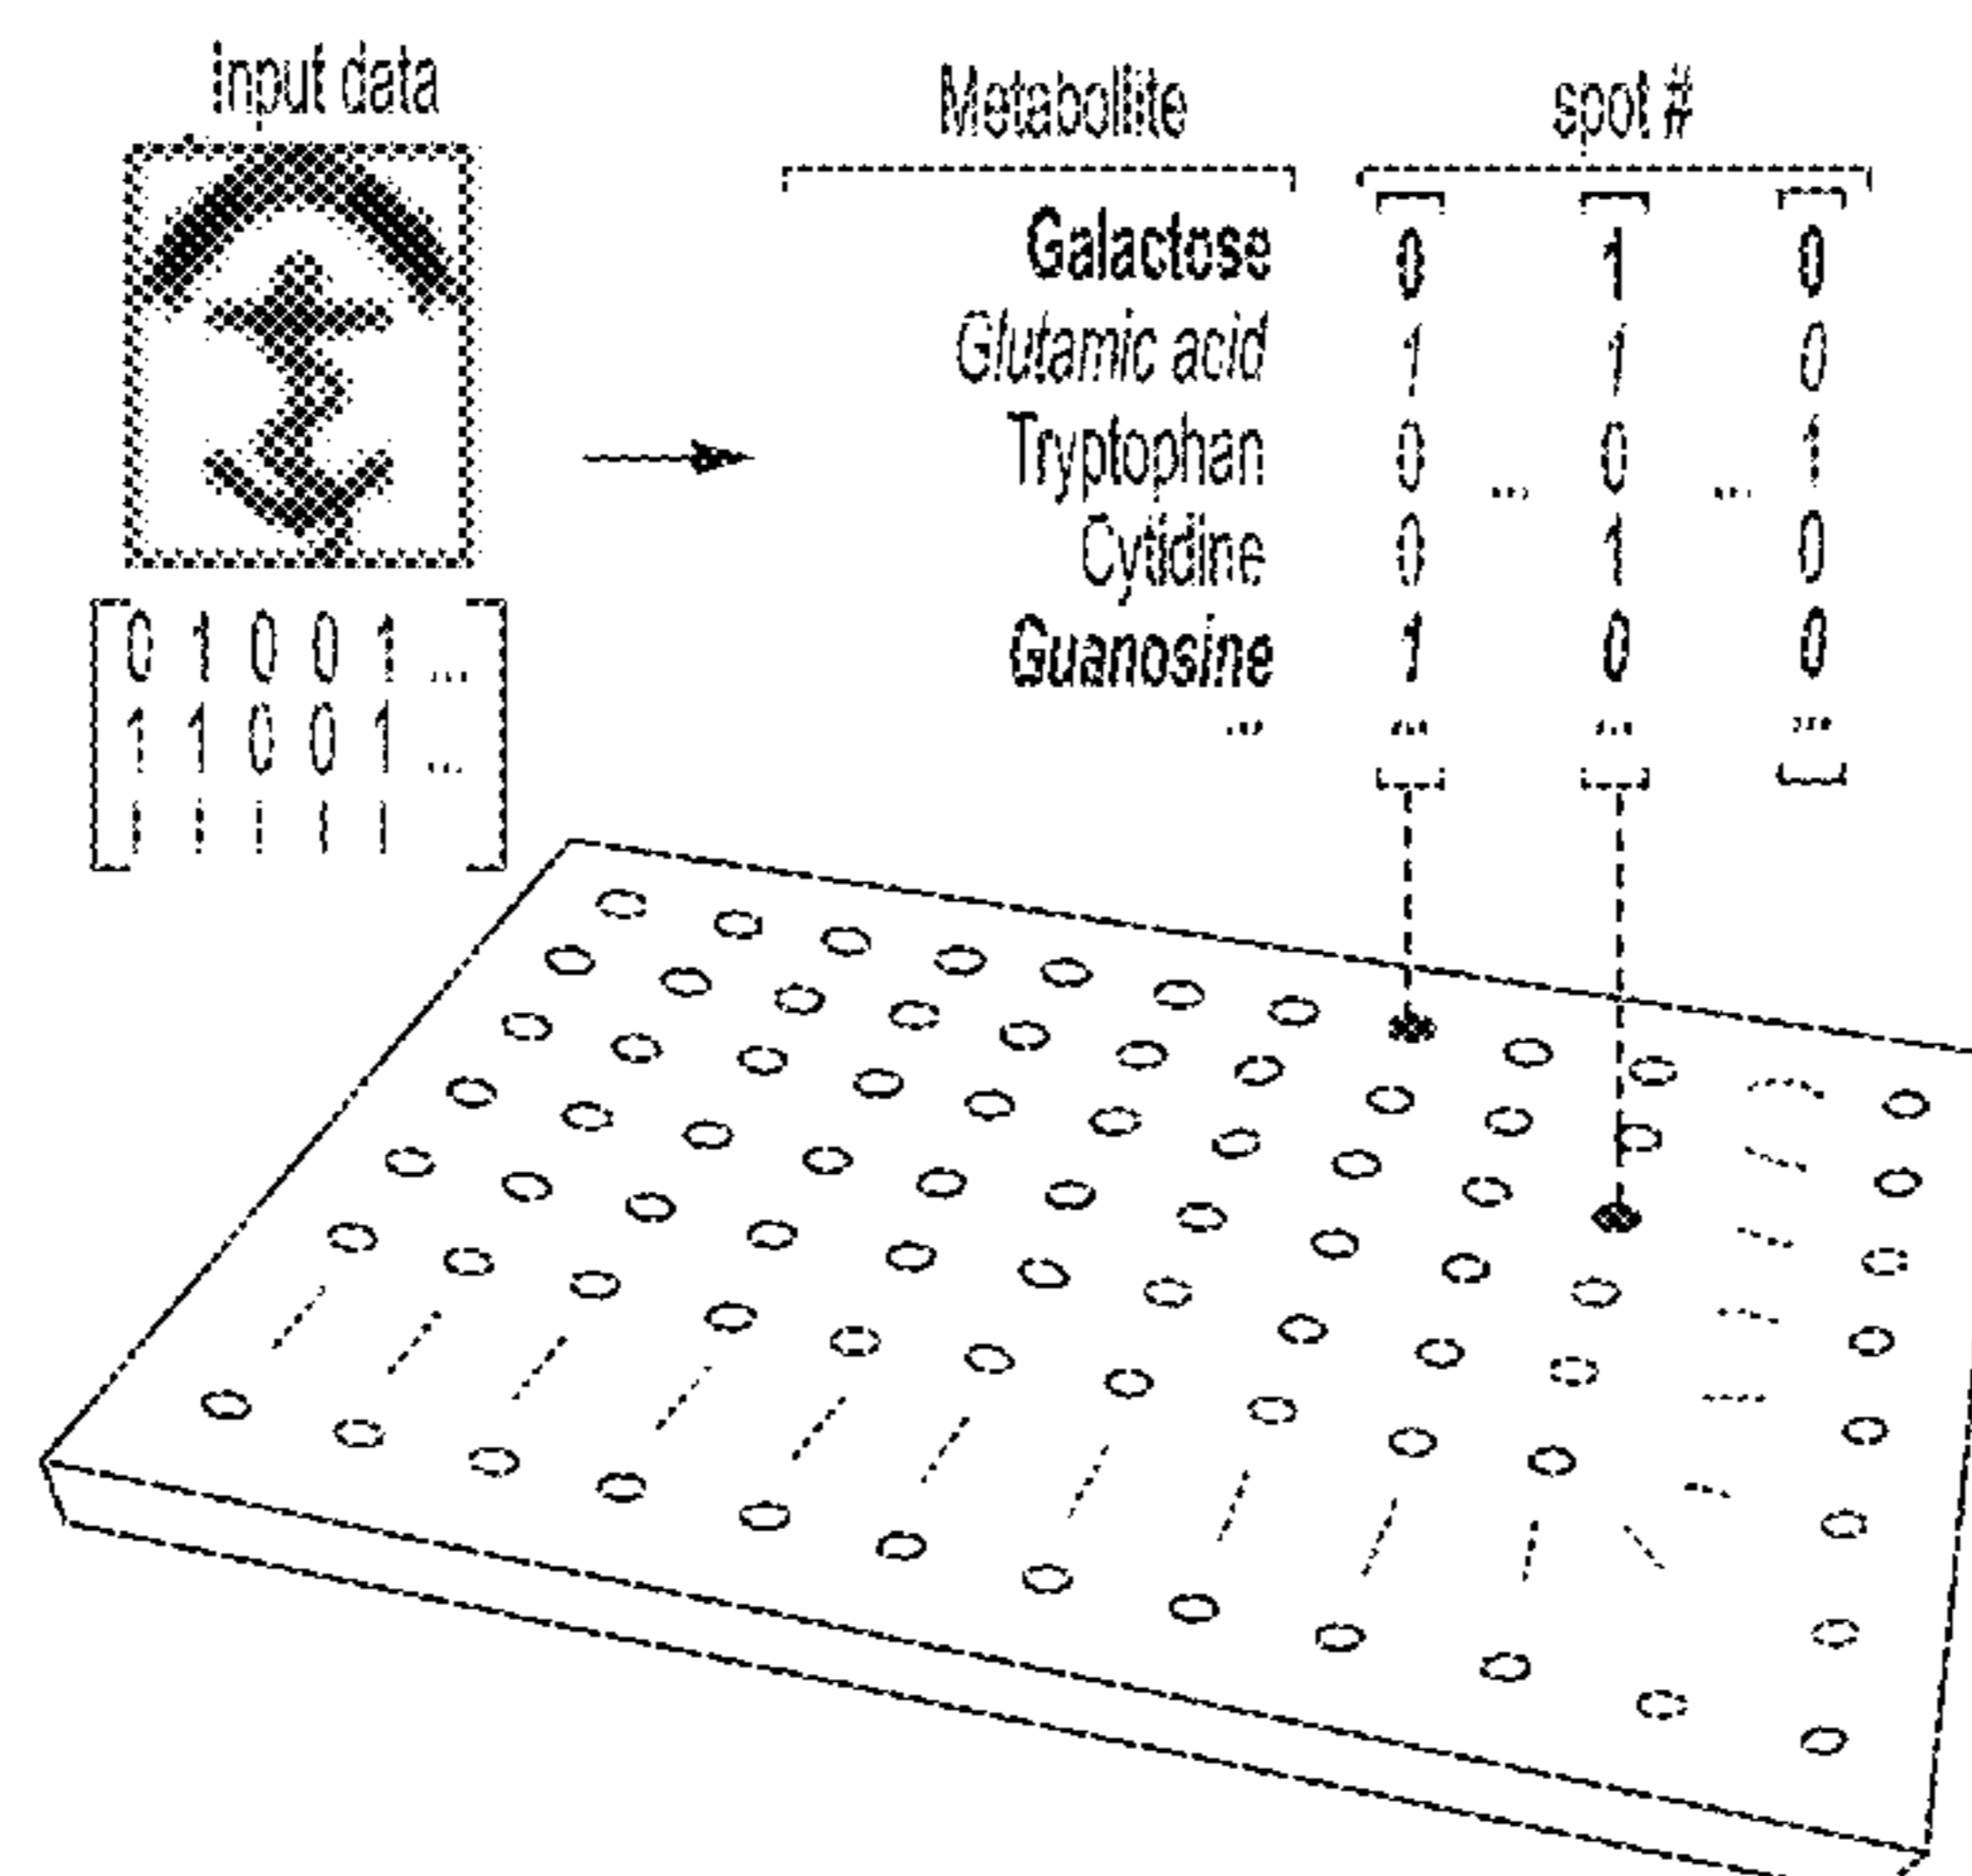 Input data
Metabollite spot #
Galactose 0 1 0
Glutamic acid 1 1 0
Tryptophan 0 ... 0 ... 1
Cytidine 0 1 0
Guanosine 1 0 0
... ... ... ...
0 1 0 0 1 ...
1 1 0 0 1 ...